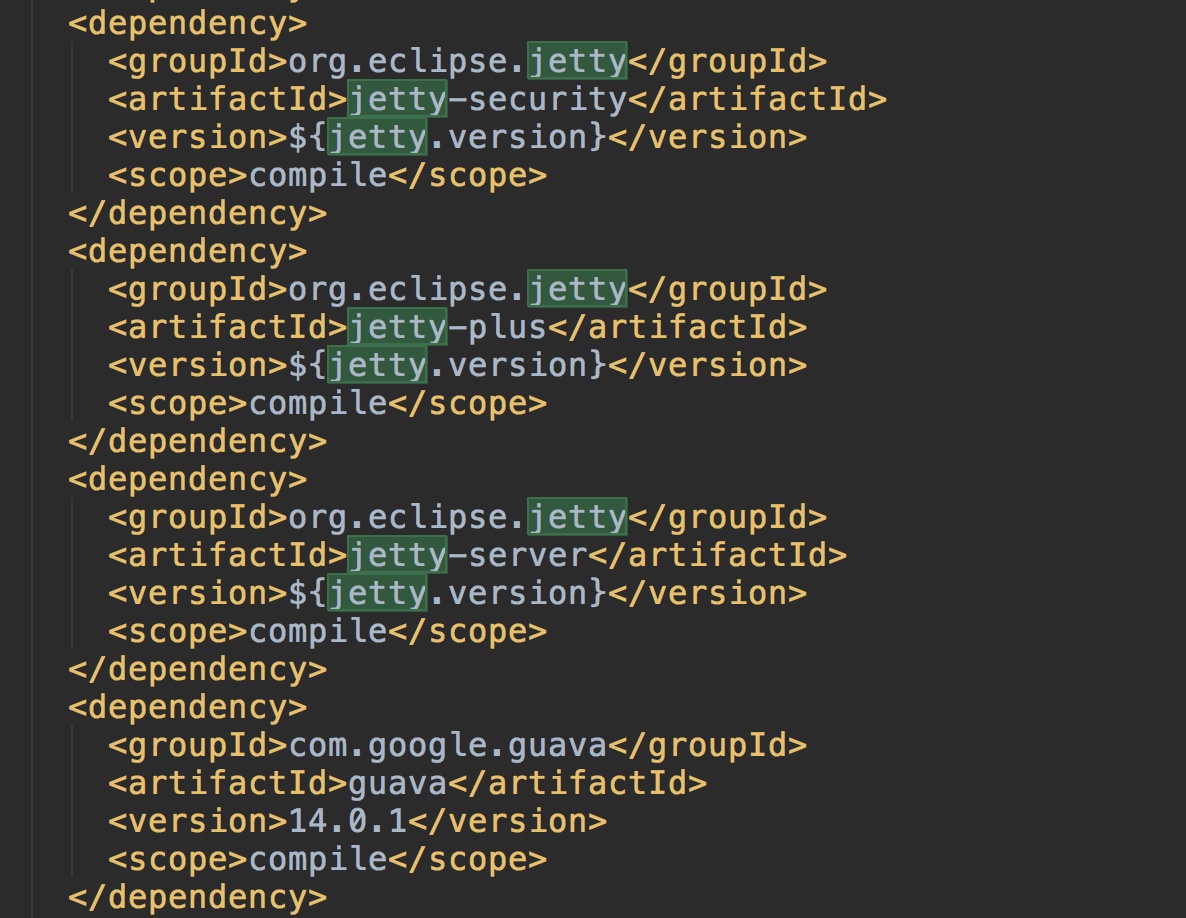 <dependency>
<groupId>org.eclipse.jetty</groupId>
<artifactId>jetty-security</artifactId>
<version>${jetty.version}</version>
<scope>compile</scope>
</dependency>
<dependency>
<groupId>org.eclipse.jetty</groupId>
<artifactId>jetty-plus</artifactId>
<version>${jetty.version}</version>
<scope>compile</scope>
</dependency>
<dependency>
<groupId>org.eclipse.jetty</groupId>
<artifactId>jetty-server</artifactId>
<version>${jetty.version}</version>
<scope>compile</scope>
</dependency>
<dependency>
<groupId>com.google.guava</groupId>
<artifactId>guava</artifactId>
<version>14.0.1</version>
<scope>compile</scope>
</dependency>